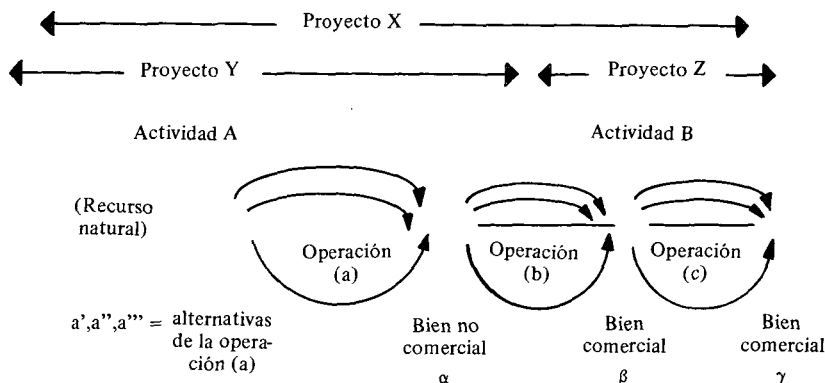 Proyecto X
Proyecto Y
Proyecto Z
Actividad A
Actividad B
(Recurso
natural)
Operación
(a)
Operación
(b)
Operación
(c)
a',a'',a''' = alternativas
de la opera-
ción (a)
Bien no
comercial
α
Bien
comercial
β
Bien
comercial
γ